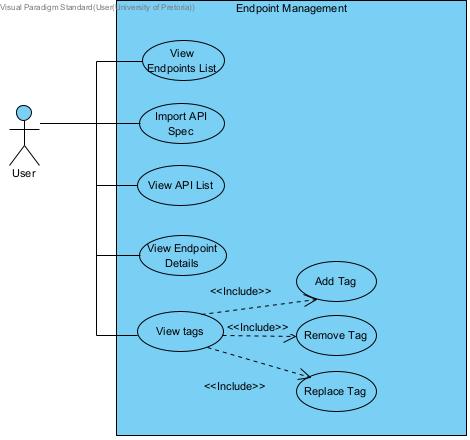 Visual Paradigm Standard(User(University of Pretoria))
Endpoint Management
View
Endpoints List
Import API
Spec
User
View API List
View Endpoint
Details
Add Tag
<<Include>>
View tags
<<Include>>
Remove Tag
<<Include>>
Replace Tag